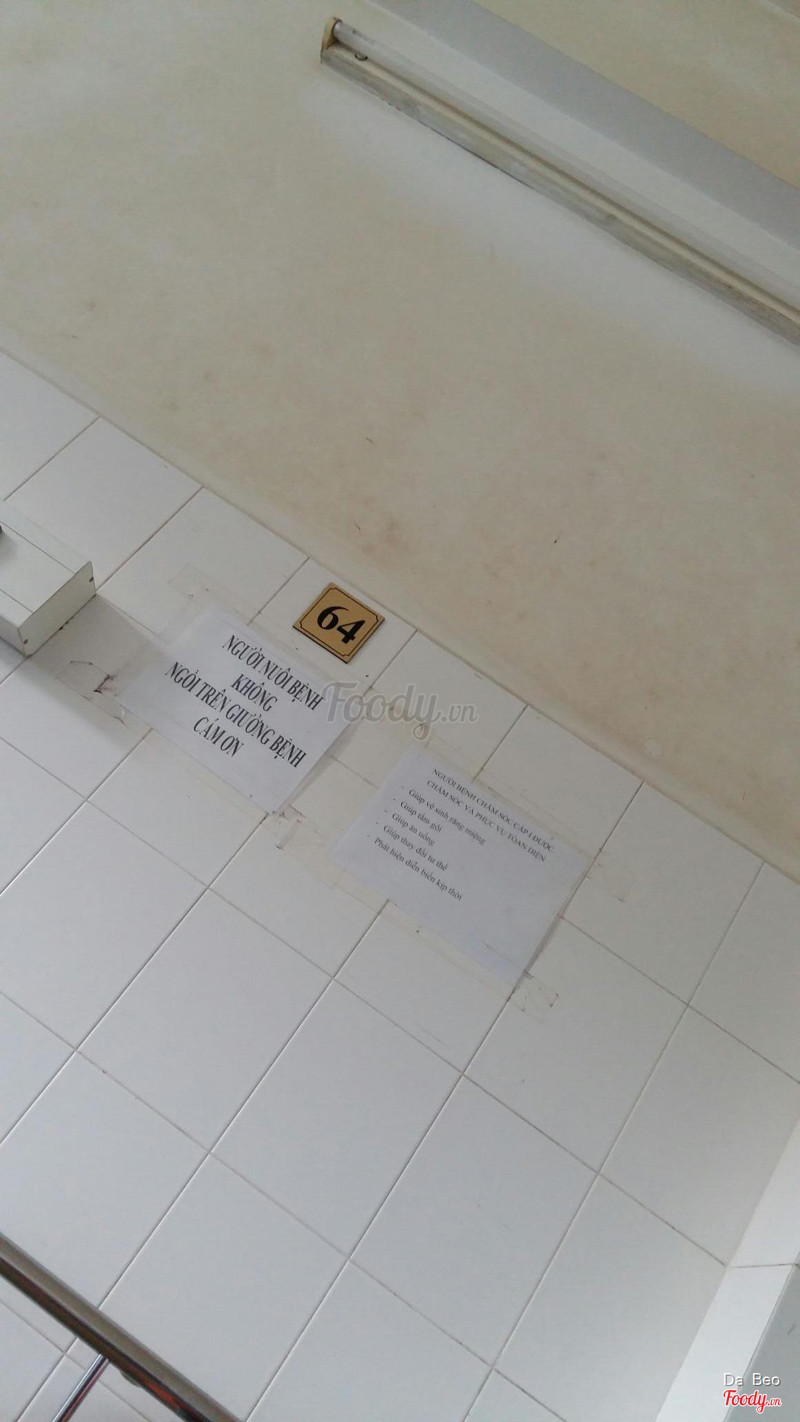 64
NGƯỜI NUÔI BỆNH
KHÔNG
NGỒI TRÊN GIƯỜNG BỆNH
CÁM ƠN
Foody.vn
NGƯỜI BỆNH CHĂM SÓC CẤP I ĐƯỢC
CHĂM SÓC VÀ PHỤC VỤ TOÀN DIỆN
- Giúp vệ sinh răng miệng
- Giúp tắm gội
- Giúp ăn uống
- Giúp thay đổi tư thế
- Phát hiện diễn biến kịp thời
Da Beo
Foody.vn